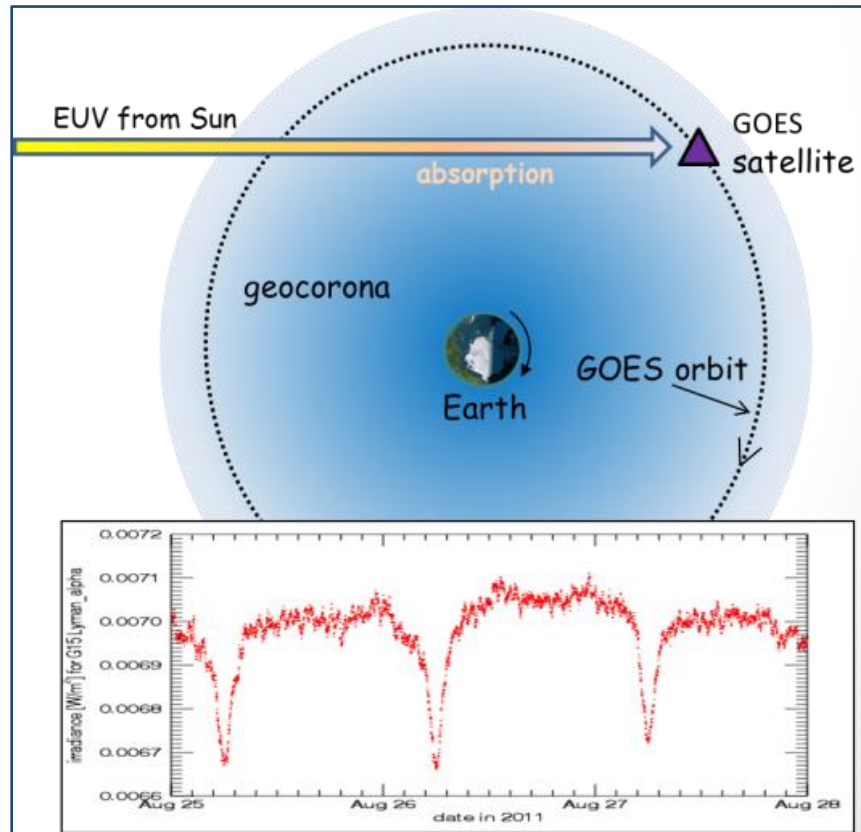 EUV from Sun
GOES
satellite
absorption
geocorona
GOES orbit
Earth
irradiance [W/m²] for G15 Lyman_alpha
0.0072
0.0071
0.0070
0.0069
0.0068
0.0067
0.0066
Aug 25
Aug 26
Aug 27
Aug 28
date in 2011